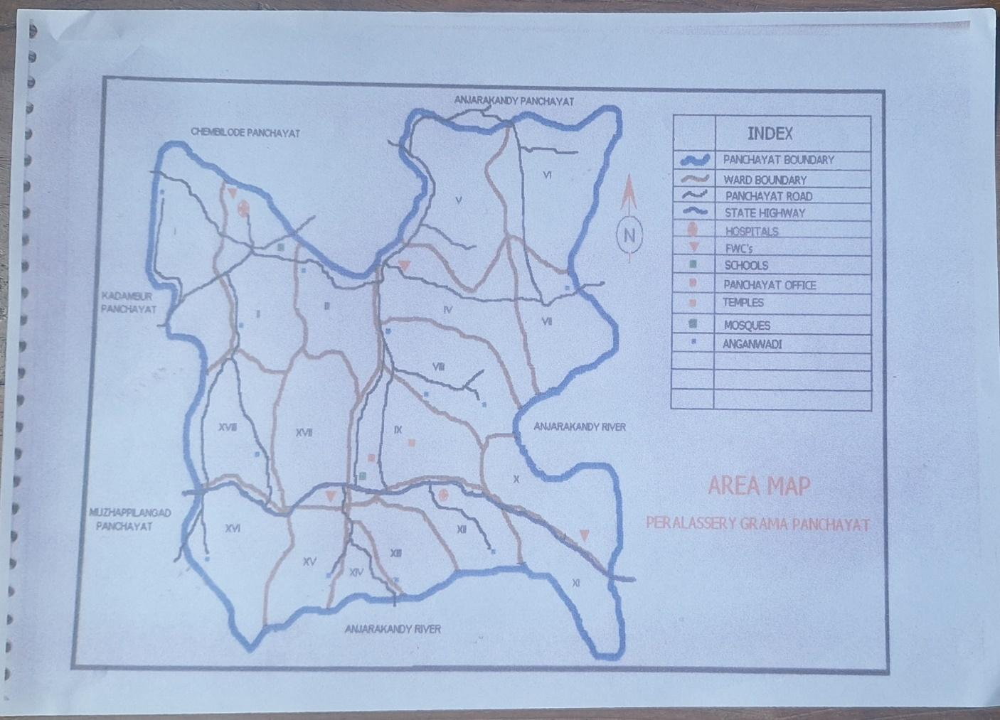 ANJARAKANDY PANCHAYAT
CHEMBILODE PANCHAYAT
KADAMBUR
PANCHAYAT
MUZHAPPILANGAD
PANCHAYAT
ANJARAKANDY RIVER
ANJARAKANDY RIVER
I
II
III
IV
V
VI
VII
VIII
IX
X
XI
XII
XIII
XIV
XV
XVI
XVII
XVIII
N
INDEX
PANCHAYAT BOUNDARY
WARD BOUNDARY
PANCHAYAT ROAD
STATE HIGHWAY
HOSPITALS
FWC's
SCHOOLS
PANCHAYAT OFFICE
TEMPLES
MOSQUES
ANGANWADI
AREA MAP
PERALASSERY GRAMA PANCHAYAT